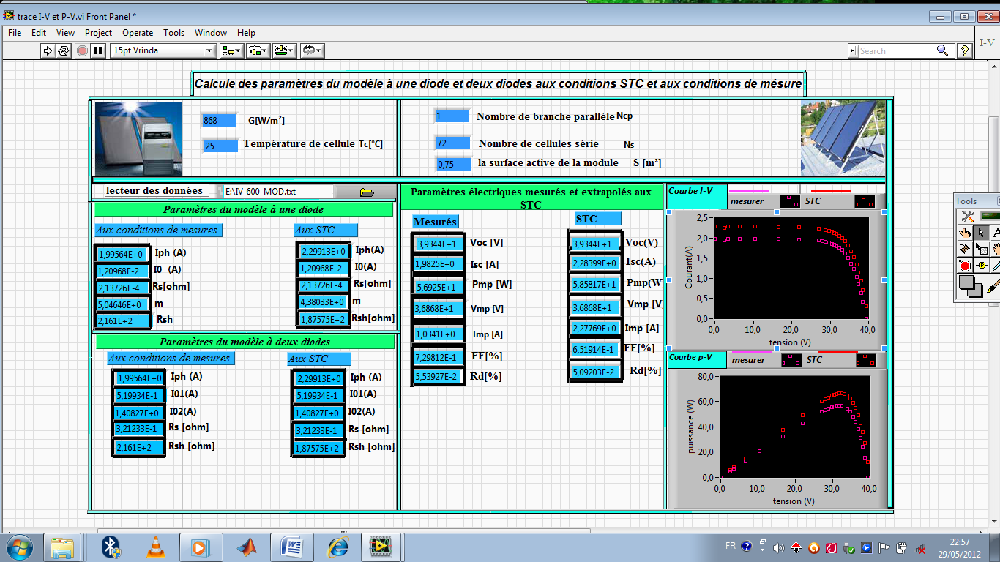 trace I-V et P-V.vi Front Panel *
File Edit View Project Operate Tools Window Help
15pt Vrinda
Search
I-V
Calcule des paramètres du modèle à une diode et deux diodes aux conditions STC et aux conditions de mésure
868 G[W/m²]
25 Température de cellule Tc[°C]
1 Nombre de branche parallèle Ncp
72 Nombre de cellules série Ns
0,75 la surface active de la module S [m²]
lecteur des données E:\IV-600-MOD.txt
Paramètres du modèle à une diode
Aux conditions de mesures
1,99564E+0 Iph (A)
1,20968E-2 I0 (A)
2,13726E-4 Rs[ohm]
5,04646E+0 m
2,161E+2 Rsh
Aux STC
2,29913E+0 Iph(A)
1,20968E-2 I0(A)
2,13726E-4 Rs[ohm]
4,38033E+0 m
1,87575E+2 Rsh[ohm]
Paramètres du modèle à deux diodes
Aux conditions de mesures
1,99564E+0 Iph (A)
5,19934E-1 I01(A)
1,40827E+0 I02(A)
3,21233E-1 Rs [ohm]
2,161E+2 Rsh [ohm]
Aux STC
2,29913E+0 Iph (A)
5,19934E-1 I01(A)
1,40827E+0 I02(A)
3,21233E-1 Rs [ohm]
1,87575E+2 Rsh [ohm]
Paramètres électriques mesurés et extrapolés aux
STC
Mesurés
3,9344E+1 Voc [V]
1,9825E+0 Isc [A]
5,6925E+1 Pmp [W]
3,6868E+1 Vmp [V]
1,0341E+0 Imp [A]
7,29812E-1 FF[%]
5,53927E-2 Rd[%]
STC
3,9344E+1 Voc(V)
2,28399E+0 Isc(A)
5,85817E+1 Pmp(W)
3,6868E+1 Vmp [V]
2,27769E+0 Imp [A]
6,51914E-1 FF[%]
5,09203E-2 Rd[%]
Courbe I-V
mesurer STC
Courant(A)
2,5
2,0
1,5
1,0
0,5
0,0
0,0 10,0 20,0 30,0 40,0
tension (V)
Courbe p-V
mesurer STC
puissance (W)
80,0
60,0
40,0
20,0
0,0
0,0 10,0 20,0 30,0 40,0
tension (V)
Tools
FR
22:57
29/05/2012